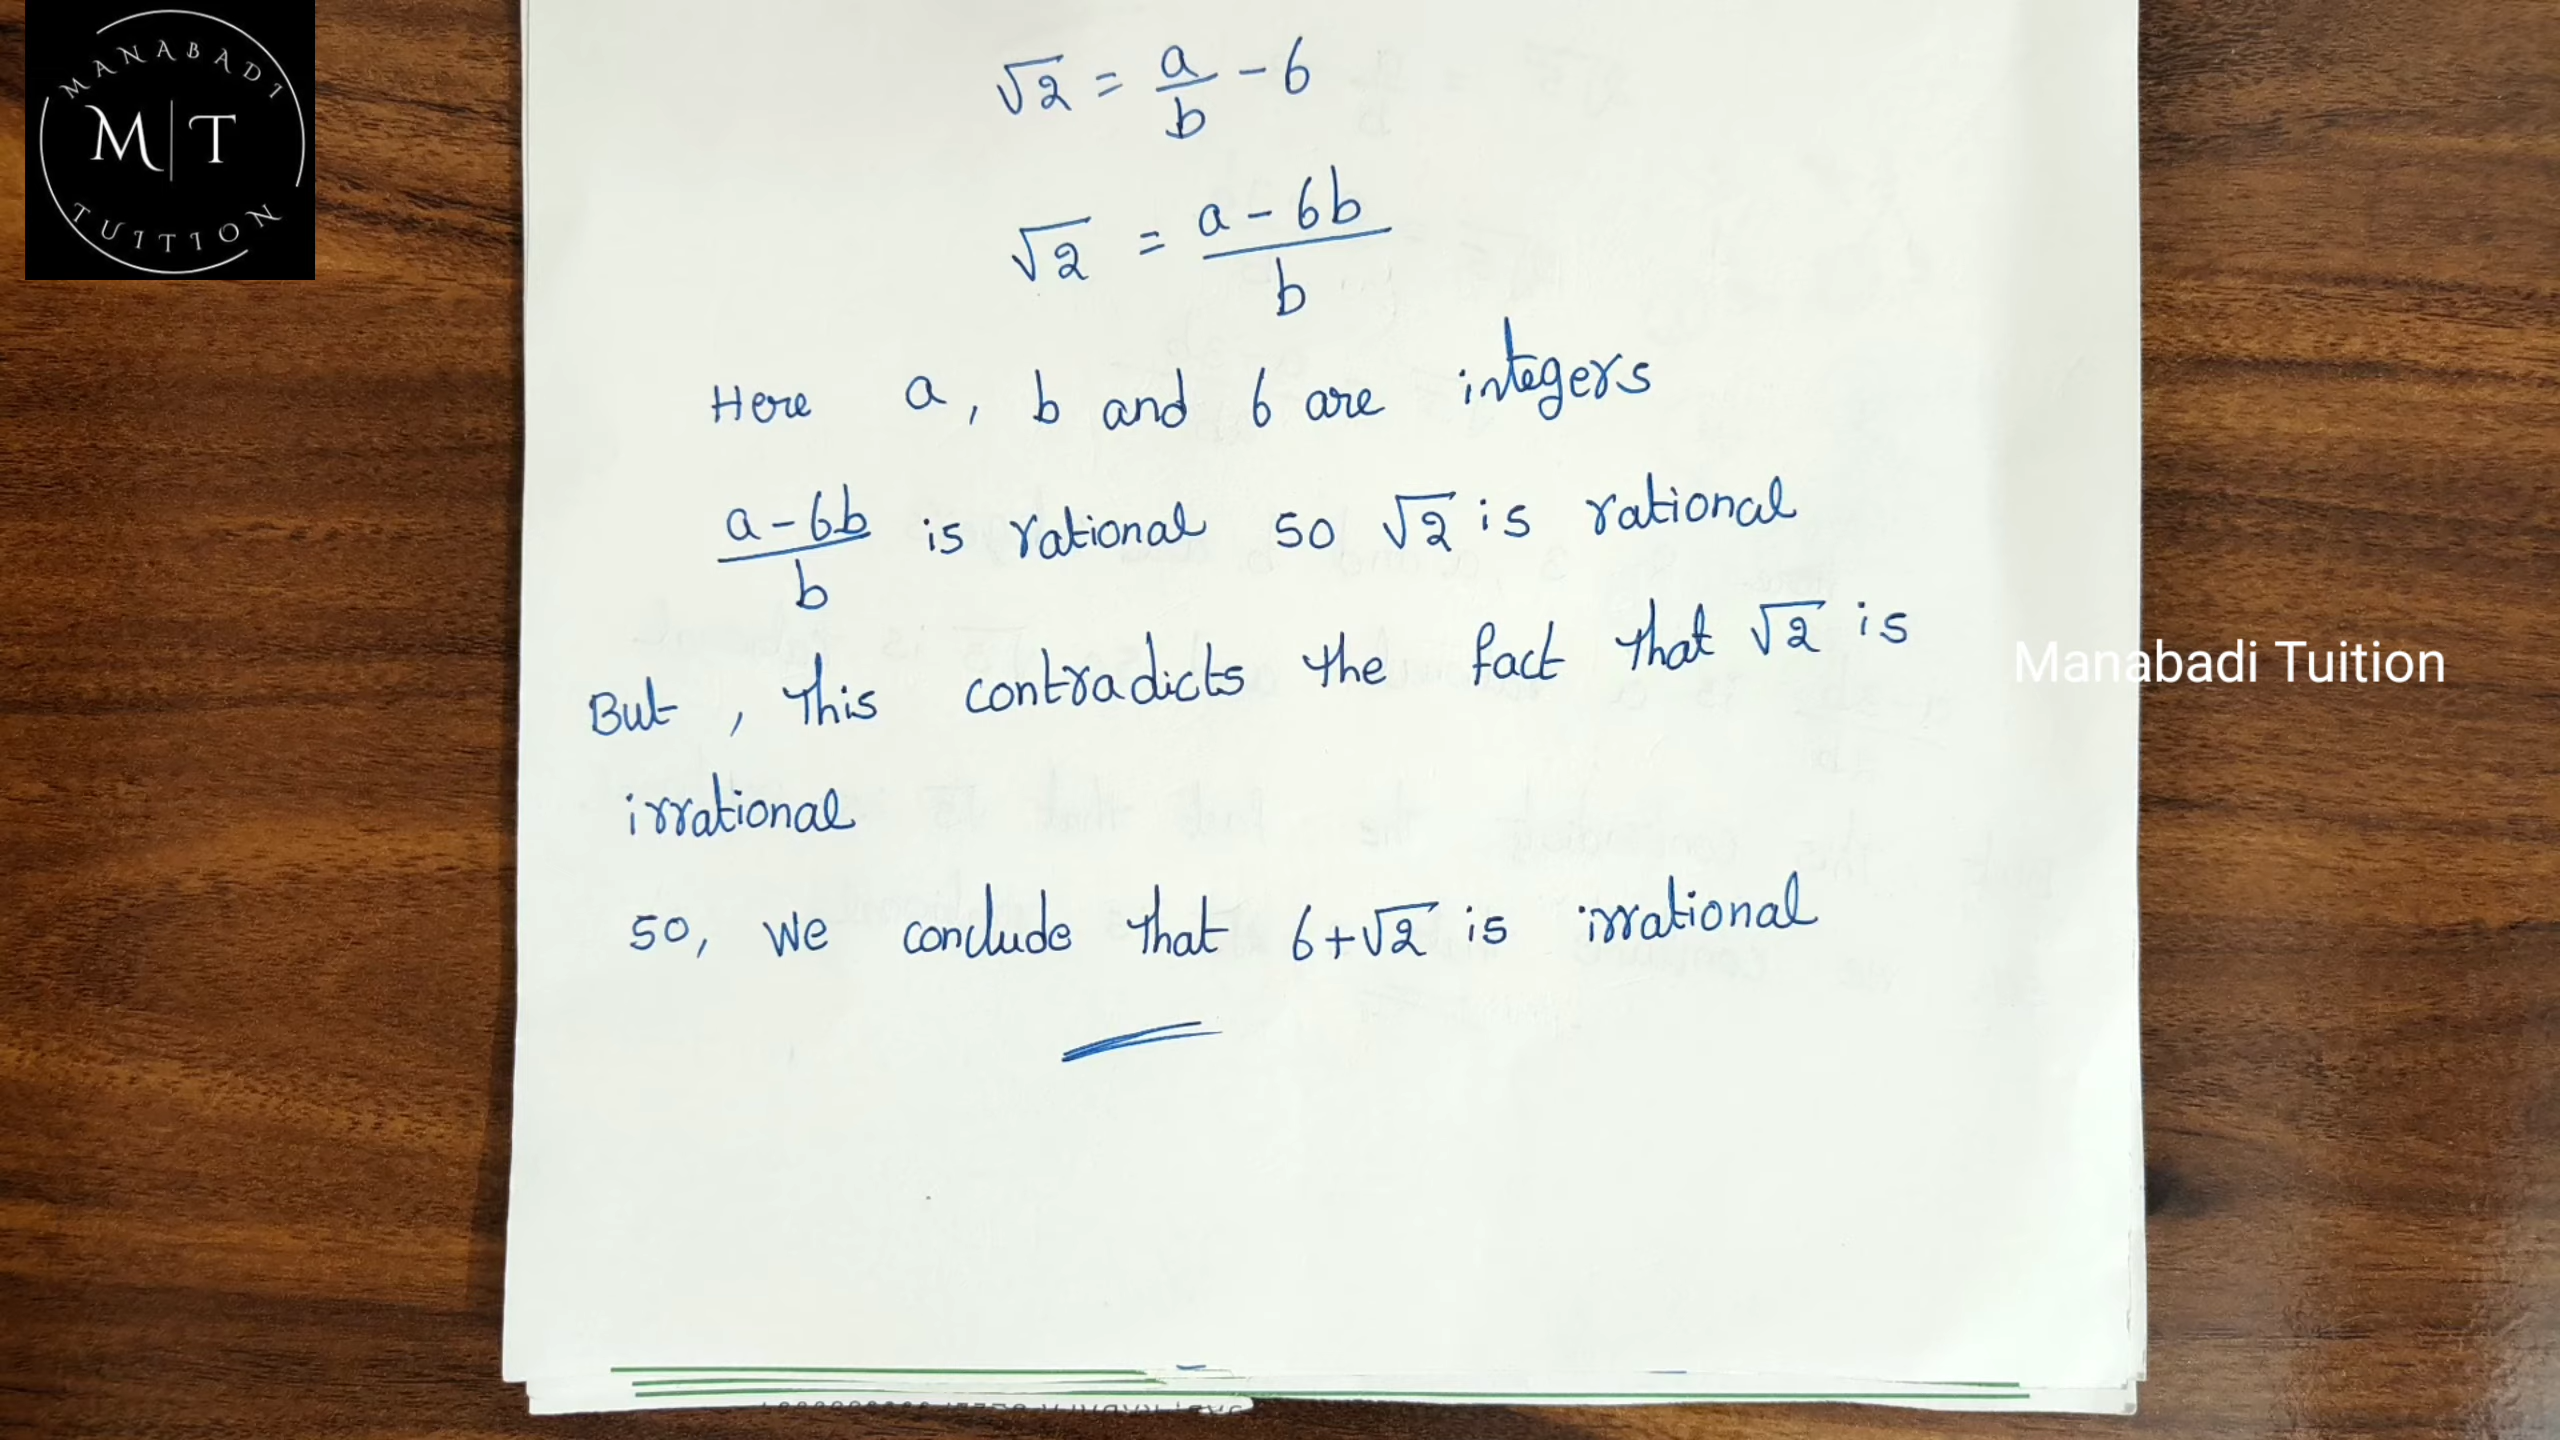 MANABADI
M|T
TUITION
√2 = a/b - 6
√2 = (a - 6b)/b
Here a, b and 6 are integers
(a - 6b)/b is rational so √2 is rational
But, this contradicts the fact that √2 is
irrational
so, we conclude that 6+√2 is irrational
Manabadi Tuition